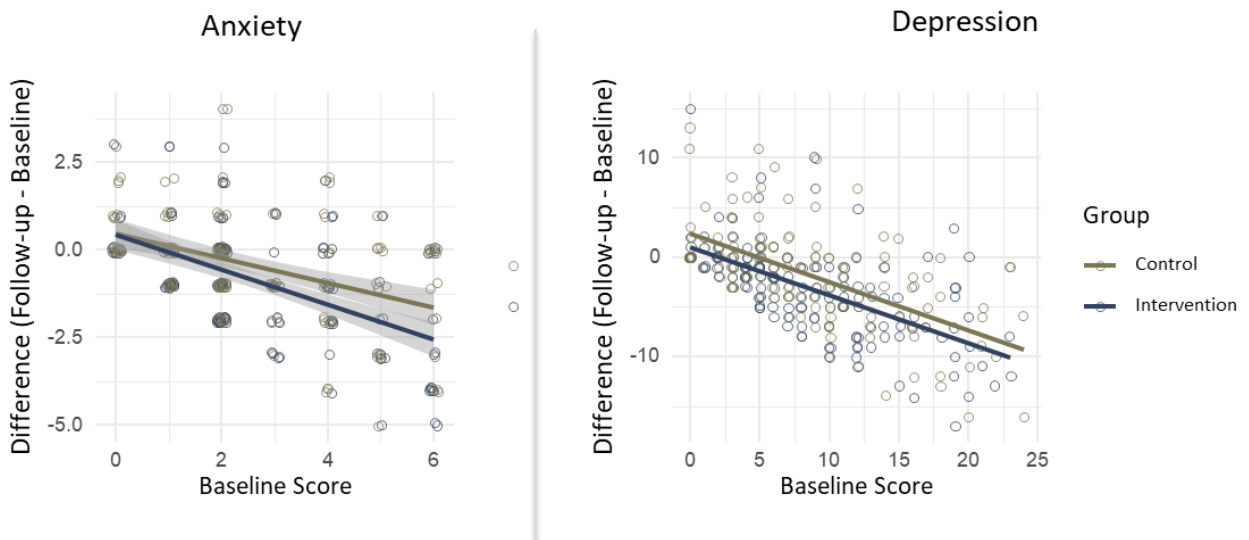 Anxiety
Difference (Follow-up - Baseline)
2.5
0.0
-2.5
-5.0
0 2 4 6
Baseline Score
Depression
Difference (Follow-up - Baseline)
10
0
-10
0 5 10 15 20 25
Baseline Score
Group
Control
Intervention